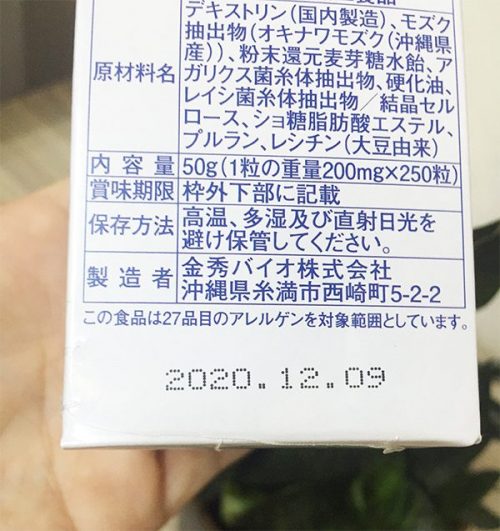 食品
デキストリン(国内製造)、モズク
抽出物(オキナワモズク(沖縄県
産))、粉末還元麦芽糖水飴、ア
原材料名 ガリクス菌糸体抽出物、硬化油、
レイシ菌糸体抽出物/結晶セル
ロース、ショ糖脂肪酸エステル、
プルラン、レシチン(大豆由来)
内容量 50g(1粒の重量200mg×250粒)
賞味期限 枠外下部に記載
保存方法 高温、多湿及び直射日光を
避け保管してください。
製造者 金秀バイオ株式会社
沖縄県糸満市西崎町5-2-2
この食品は27品目のアレルゲンを対象範囲としています。
2020.12.09